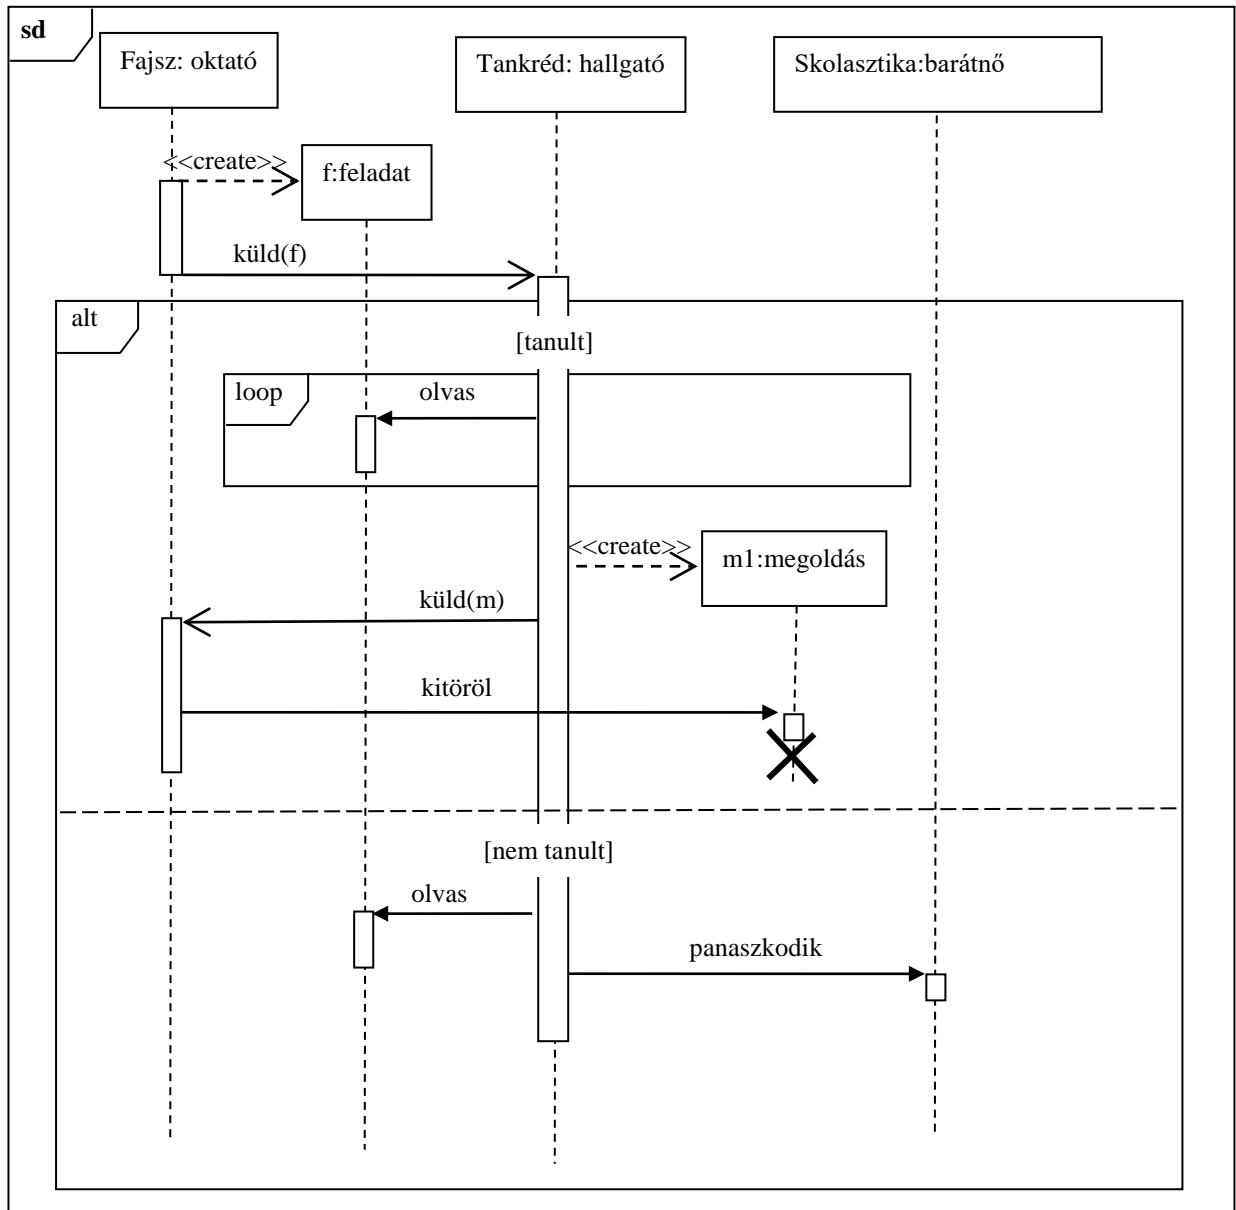 sd
Fajsz: oktató
Tankréd: hallgató
Skolasztika:barátnő
<<create>>
f:feladat
küld(f)
alt
[tanult]
loop
olvas
<<create>>
m1:megoldás
küld(m)
kitöröl
[nem tanult]
olvas
panaszkodik